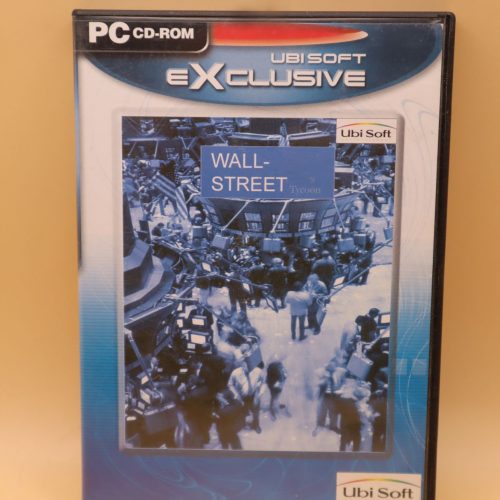 PC CD-ROM
UBI SOFT
eXCLUSIVE
Ubi Soft
WALL-
STREET Tycoon
Ubi Soft